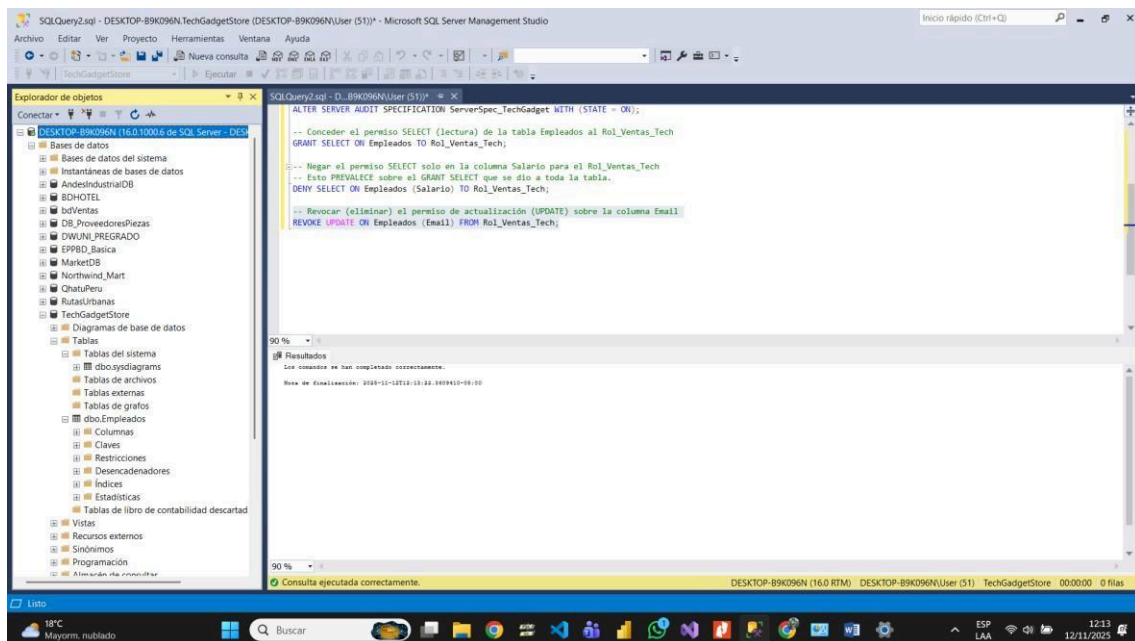 SQLQuery2.sql - DESKTOP-B9K096N.TechGadgetStore (DESKTOP-B9K096N\User (51))* - Microsoft SQL Server Management Studio
Inicio rápido (Ctrl+Q)
Archivo Editar Ver Proyecto Herramientas Ventana Ayuda
Nueva consulta
TechGadgetStore Ejecutar
Explorador de objetos
Conectar
DESKTOP-B9K096N (16.0.1000.6 de SQL Server - DESK
Bases de datos
Bases de datos del sistema
Instantáneas de bases de datos
AndesIndustrialDB
BDHOTEL
bdVentas
DB_ProveedoresPiezas
DWUNI_PREGRADO
EPPBD_Basica
MarketDB
Northwind_Mart
QhatuPeru
RutasUrbanas
TechGadgetStore
Diagramas de base de datos
Tablas
Tablas del sistema
dbo.sysdiagrams
Tablas de archivos
Tablas externas
Tablas de grafos
dbo.Empleados
Columnas
Claves
Restricciones
Desencadenadores
Índices
Estadísticas
Tablas de libro de contabilidad descartad
Vistas
Recursos externos
Sinónimos
Programación
Almacén de consultas
SQLQuery2.sql - D...B9K096N\User (51))*
ALTER SERVER AUDIT SPECIFICATION ServerSpec_TechGadget WITH (STATE = ON);
-- Conceder el permiso SELECT (lectura) de la tabla Empleados al Rol_Ventas_Tech
GRANT SELECT ON Empleados TO Rol_Ventas_Tech;
-- Negar el permiso SELECT solo en la columna Salario para el Rol_Ventas_Tech
-- Esto PREVALECE sobre el GRANT SELECT que se dio a toda la tabla.
DENY SELECT ON Empleados (Salario) TO Rol_Ventas_Tech;
-- Revocar (eliminar) el permiso de actualización (UPDATE) sobre la columna Email
REVOKE UPDATE ON Empleados (Email) FROM Rol_Ventas_Tech;
90 %
Resultados
Los comandos se han completado correctamente.
Hora de finalización:
90 %
Consulta ejecutada correctamente.
DESKTOP-B9K096N (16.0 RTM) DESKTOP-B9K096N\User (51) TechGadgetStore 00:00:00 0 filas
Listo
18°C
Mayorm. nublado
Buscar
ESP
LAA
12:13
12/11/2025